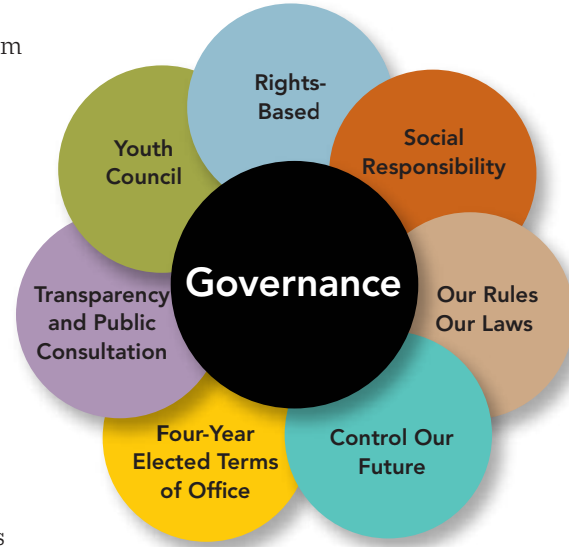 m
Rights-
Based
Social
Responsibility
Youth
Council
Governance
Our Rules
Our Laws
Transparency
and Public
Consultation
Control Our
Future
Four-Year
Elected Terms
of Office
s